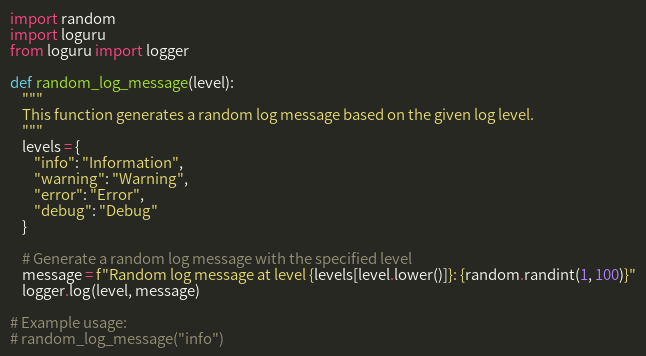 import random
import loguru
from loguru import logger

def random_log_message(level):
    """
    This function generates a random log message based on the given log level.
    """
    levels = {
        "info": "Information",
        "warning": "Warning",
        "error": "Error",
        "debug": "Debug"
    }

    # Generate a random log message with the specified level
    message = f"Random log message at level {levels[level.lower()]}: {random.randint(1, 100)}"
    logger.log(level, message)

# Example usage:
# random_log_message("info")